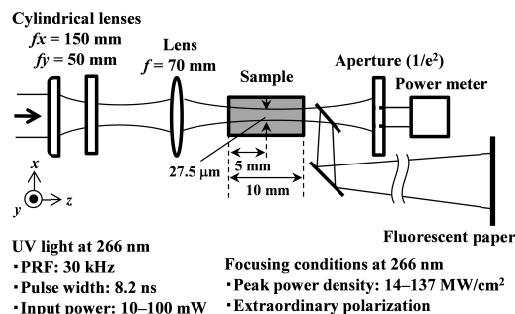 Cylindrical lenses
fx = 150 mm
fy = 50 mm
Lens
f = 70 mm
Sample
Aperture (1/e²)
Power meter
5 mm
27.5 μm
10 mm
x
y
z
Fluorescent paper
UV light at 266 nm
・PRF: 30 kHz
・Pulse width: 8.2 ns
・Input power: 10–100 mW
Focusing conditions at 266 nm
・Peak power density: 14–137 MW/cm²
・Extraordinary polarization